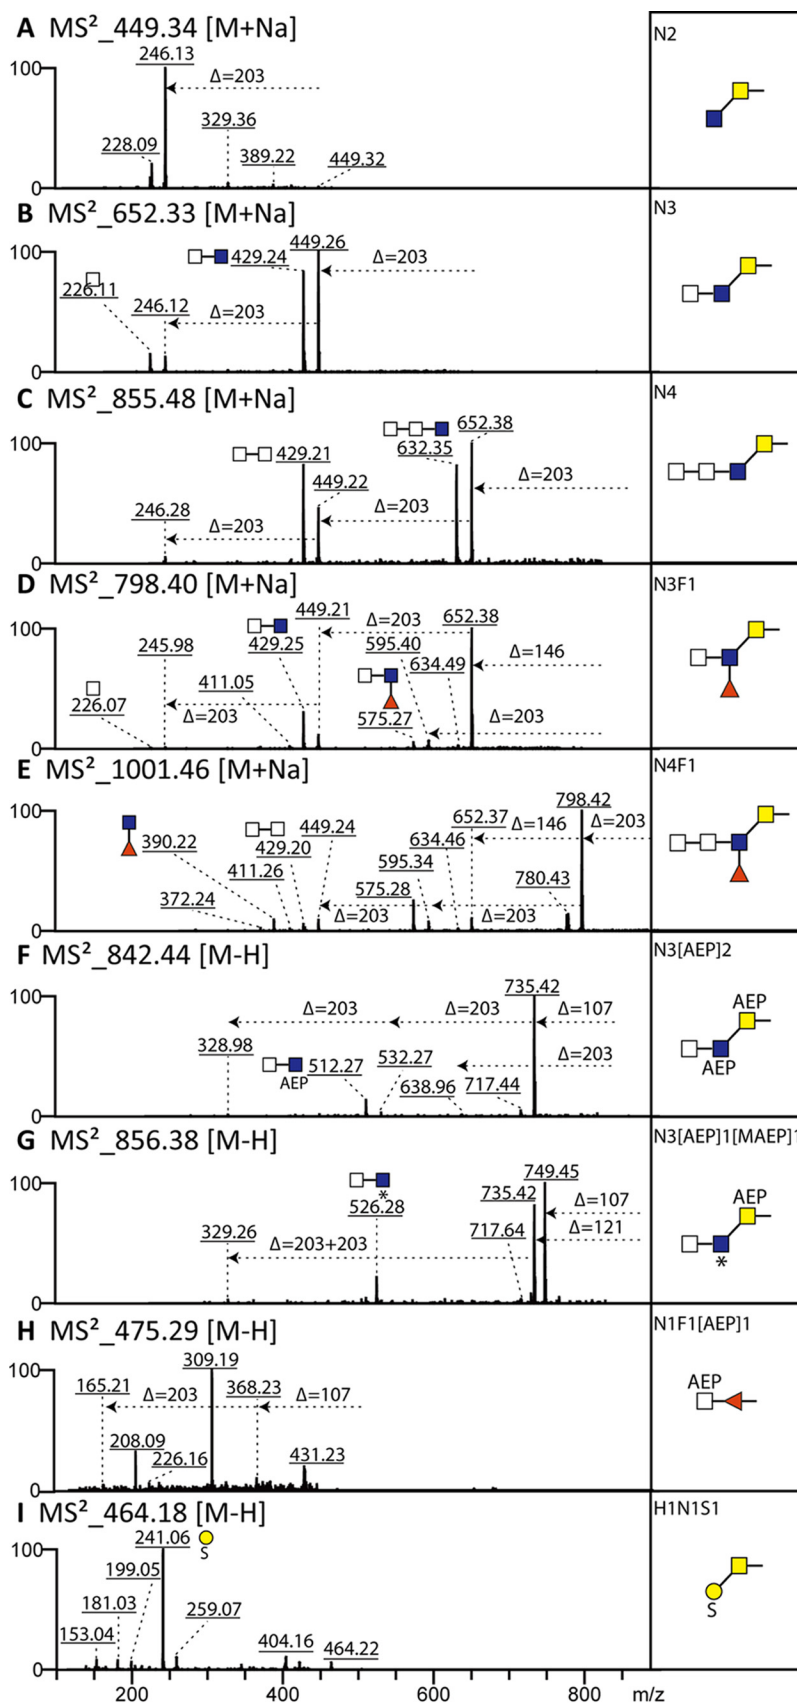 A MS²_449.34 [M+Na]
N2
246.13
100
Δ=203
329.36
228.09
389.22
449.32
0
B MS²_652.33 [M+Na]
N3
449.26
100
429.24
Δ=203
226.11
246.12
Δ=203
0
C MS²_855.48 [M+Na]
N4
652.38
100
429.21
632.35
449.22
Δ=203
246.28
Δ=203
Δ=203
0
D MS²_798.40 [M+Na]
N3F1
449.21
652.38
100
Δ=203
245.98
429.25
595.40
Δ=146
634.49
411.05
226.07
Δ=203
575.27
Δ=203
0
E MS²_1001.46 [M+Na]
N4F1
798.42
100
652.37
Δ=146
Δ=203
449.24
634.46
390.22
429.20
595.34
411.26
575.28
780.43
372.24
Δ=203
Δ=203
0
F MS²_842.44 [M-H]
N3[AEP]2
735.42
100
AEP
Δ=203
Δ=203
Δ=107
328.98
512.27
532.27
Δ=203
AEP
AEP
638.96
717.44
0
G MS²_856.38 [M-H]
N3[AEP]1[MAEP]1
749.45
100
735.42
AEP
*
526.28
Δ=107
329.26
717.64
Δ=121
Δ=203+203
*
0
H MS²_475.29 [M-H]
N1F1[AEP]1
309.19
100
165.21
Δ=203
368.23
Δ=107
AEP
208.09
226.16
431.23
0
I MS²_464.18 [M-H]
H1N1S1
241.06
100
S
199.05
181.03
259.07
S
153.04
404.16
464.22
0
200 400 600 800 m/z